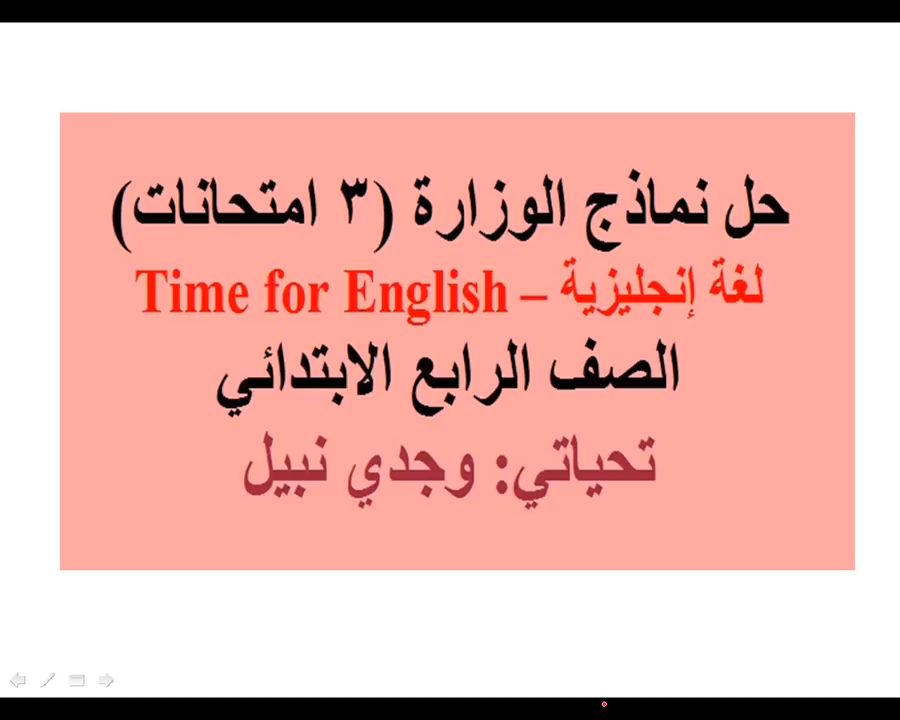 حل نماذج الوزارة (٣ امتحانات)
لغة إنجليزية – Time for English
الصف الرابع الابتدائي
تحياتي: وجدي نبيل